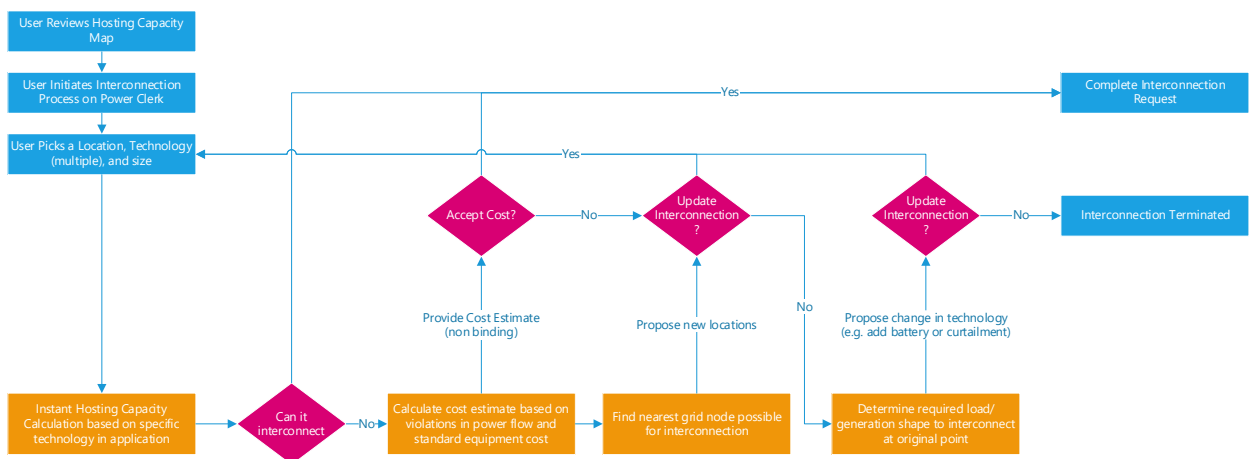 User Reviews Hosting Capacity
Map
User Initiates Interconnection
Process on Power Clerk
Yes
Complete Interconnection
Request
User Picks a Location, Technology
(multiple), and size
Yes
Accept Cost?
No
Update
Interconnection
?
Update
Interconnection
?
No
Interconnection Terminated
No
Provide Cost Estimate
(non binding)
Propose new locations
Propose change in technology
(e.g. add battery or curtailment)
Instant Hosting Capacity
Calculation based on specific
technology in application
Can it
interconnect
No
Calculate cost estimate based on
violations in power flow and
standard equipment cost
Find nearest grid node possible
for interconnection
Determine required load/
generation shape to interconnect
at original point